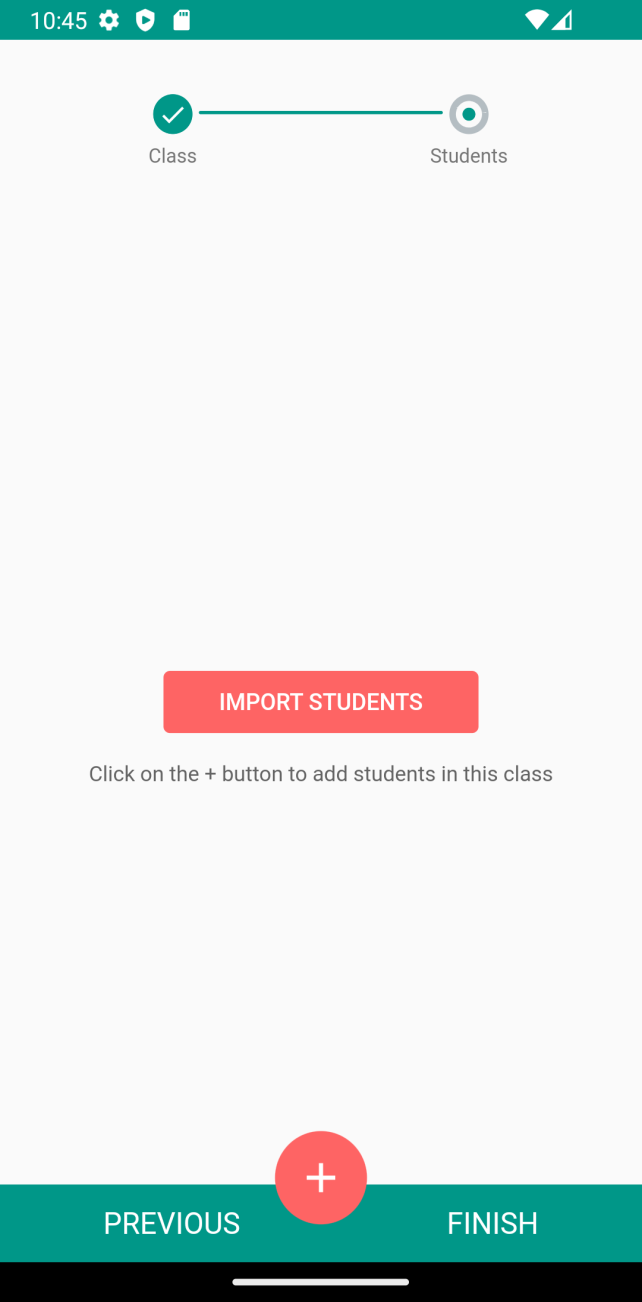 10:45
Class
Students
IMPORT STUDENTS
Click on the + button to add students in this class
+
PREVIOUS
FINISH